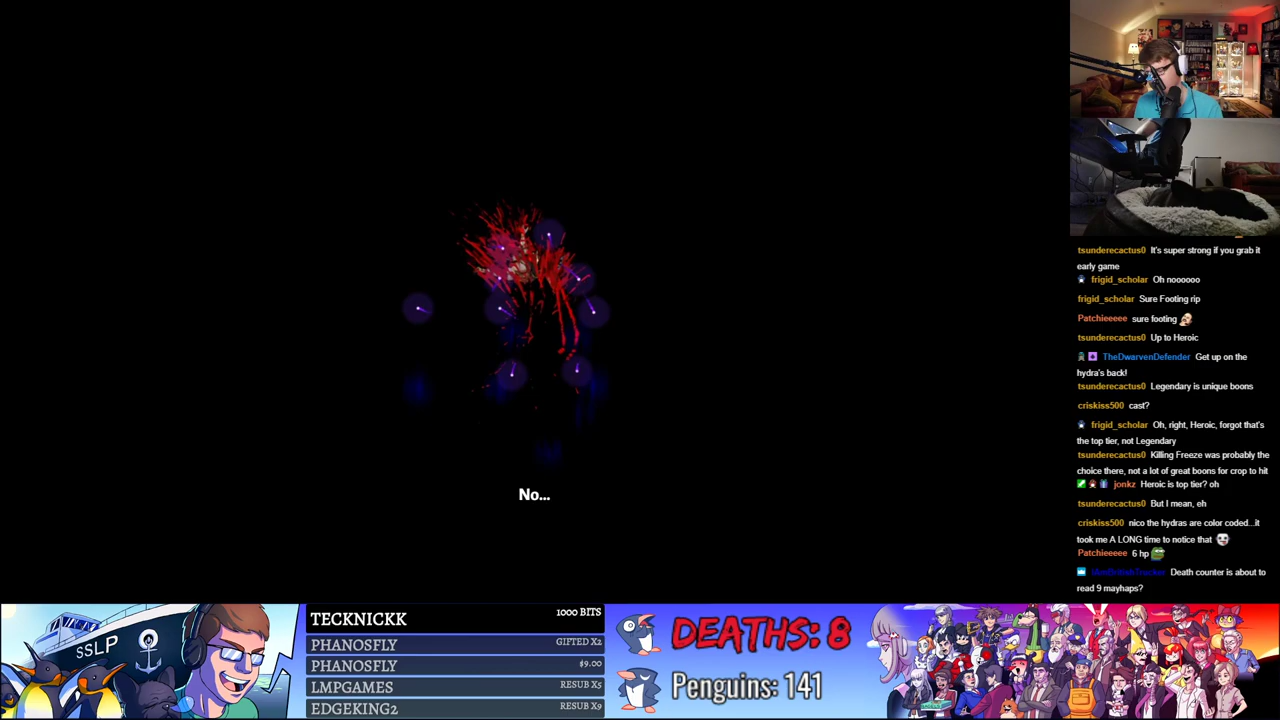 tsunderecactus0 It's super strong if you grab it
early game
frigid_scholar Oh nooooo
frigid_scholar Sure Footing rip
Patchieeeee sure footing
tsunderecactus0 Up to Heroic
TheDwarvenDefender Get up on the
hydra's back!
tsunderecactus0 Legendary is unique boons
criskiss500 cast?
frigid_scholar Oh, right, Heroic, forgot that's
the top tier, not Legendary
tsunderecactus0 Killing Freeze was probably the
choice there, not a lot of great boons for crop to hit
jonkz Heroic is top tier? oh
tsunderecactus0 But I mean, eh
criskiss500 nico the hydras are color coded...it
took me A LONG time to notice that
Patchieeeee 6 hp
IAmBritishTrucker Death counter is about to
read 9 mayhaps?
No...
SSLP
TECKNICKK 1000 BITS
PHANOSFLY GIFTED X2
PHANOSFLY $9.00
LMPGAMES RESUB X5
EDGEKING2 RESUB X9
DEATHS: 8
Penguins: 141